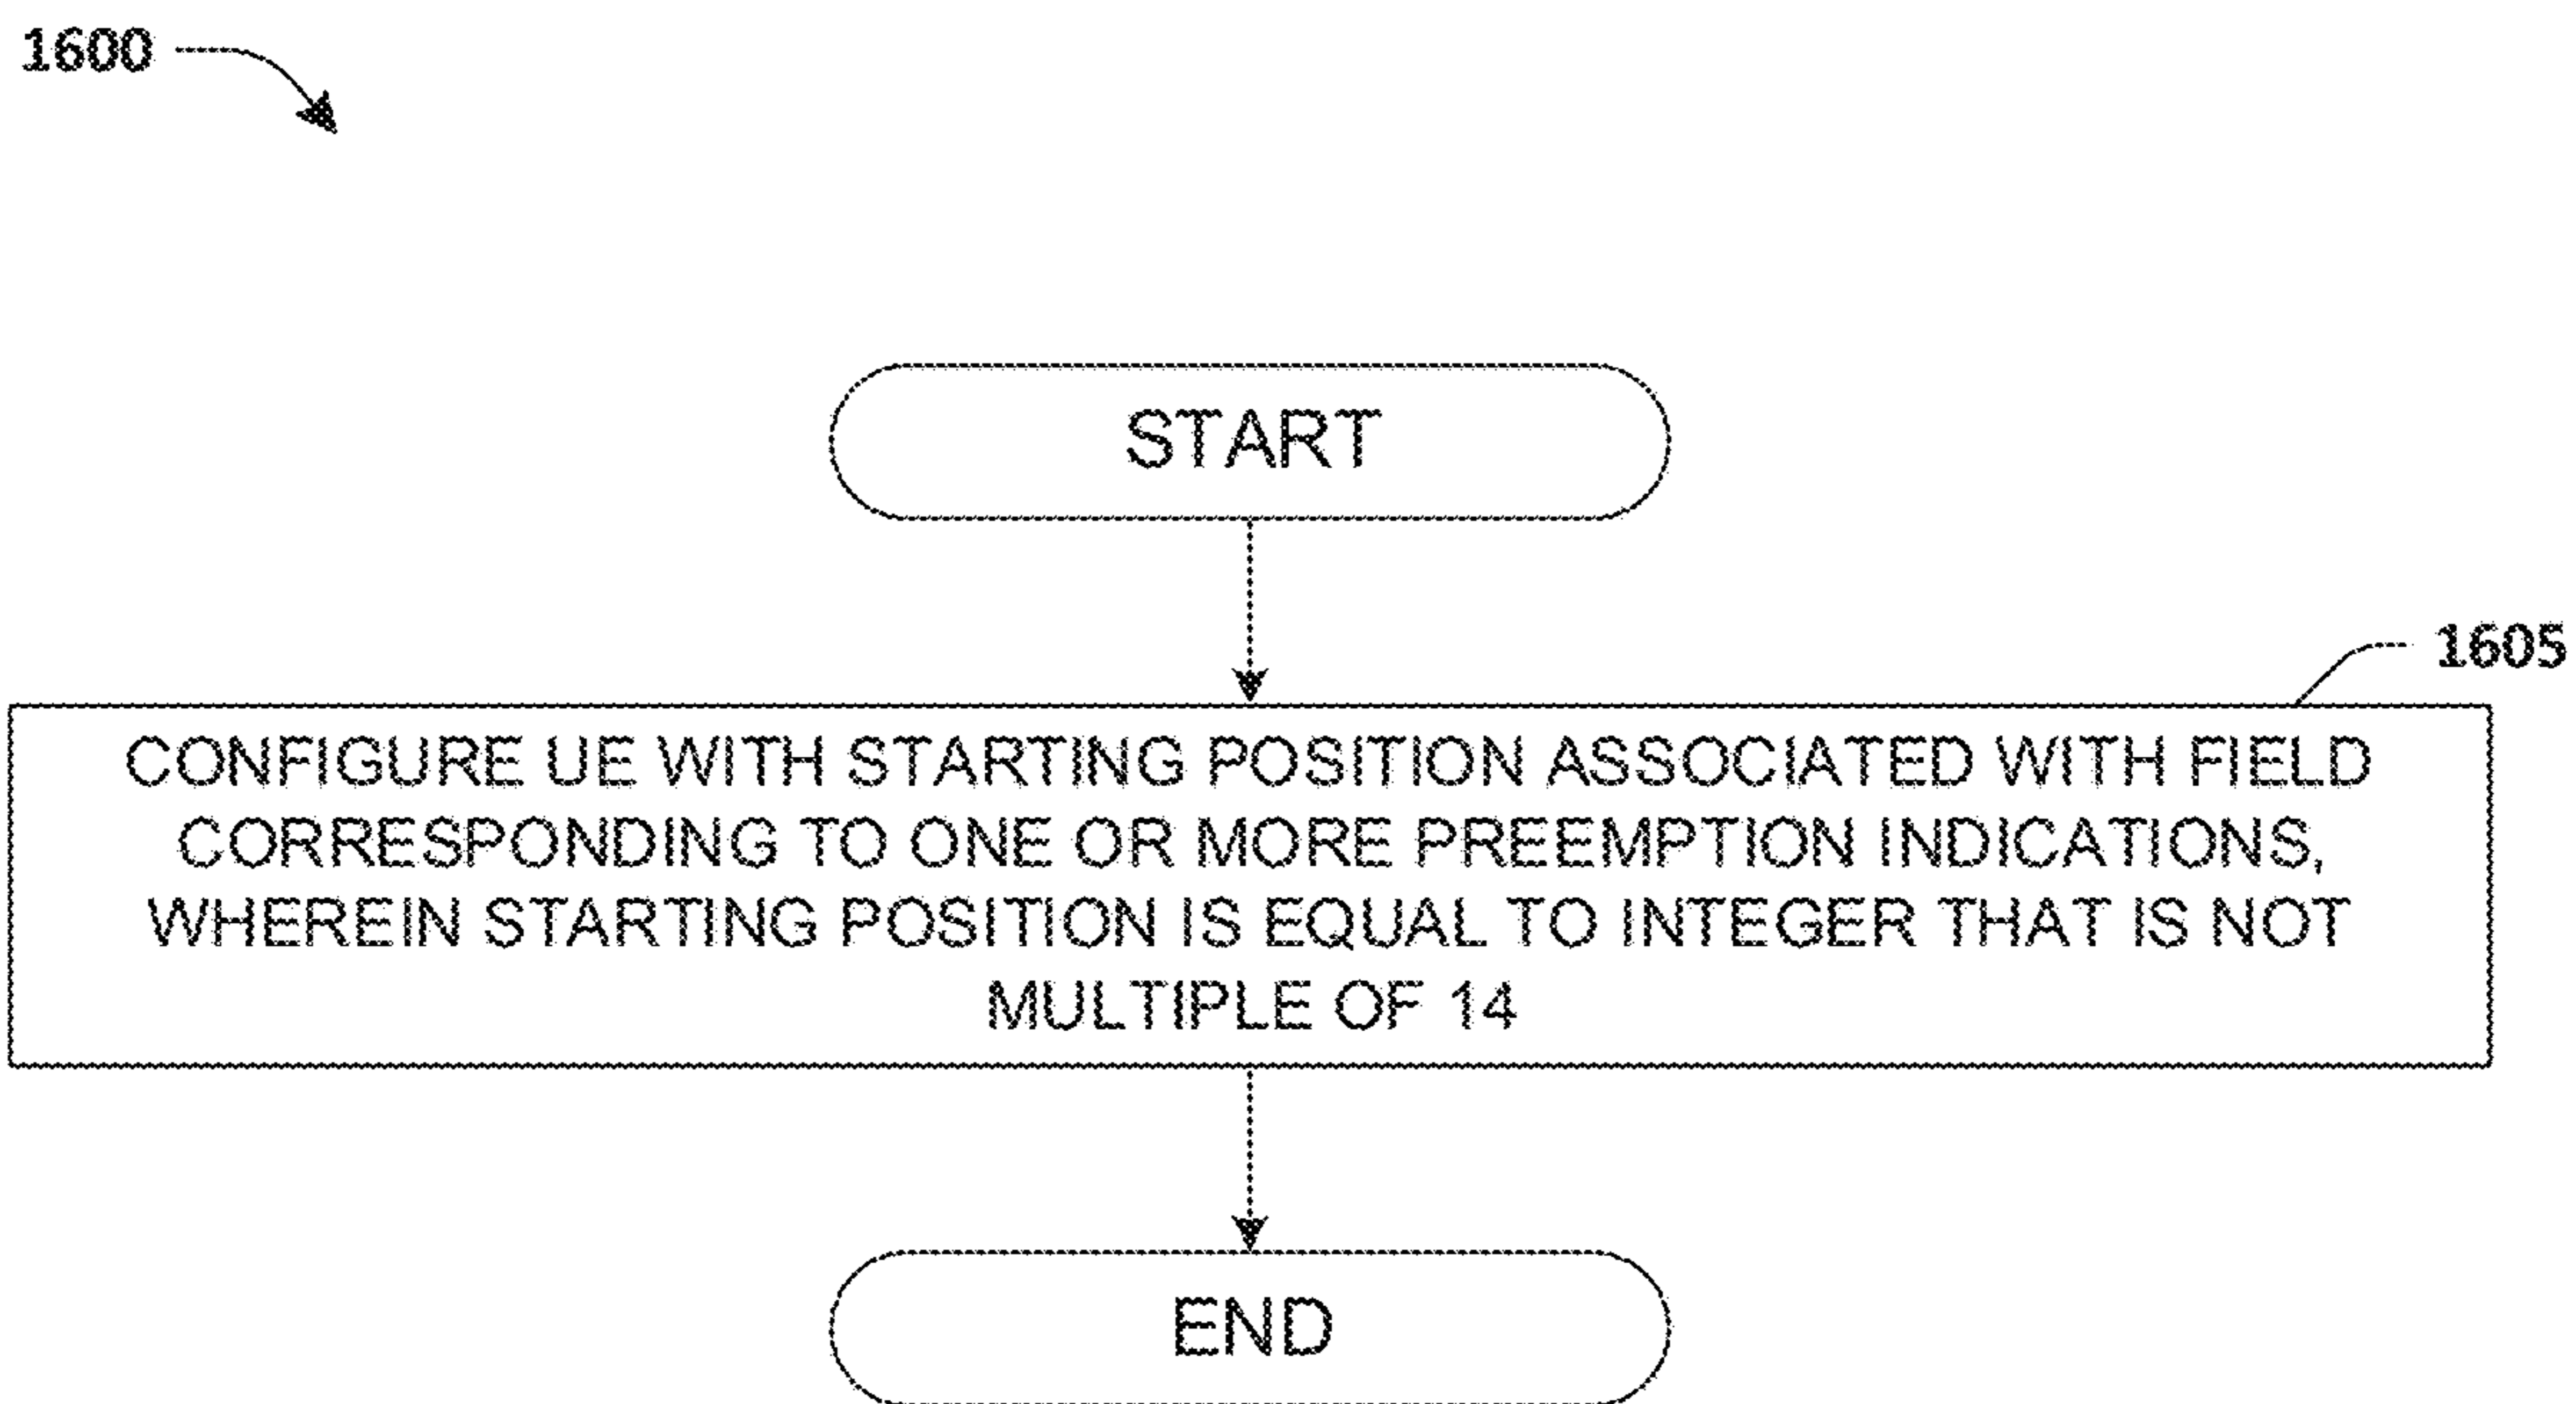 1600
START
1605
CONFIGURE UE WITH STARTING POSITION ASSOCIATED WITH FIELD
CORRESPONDING TO ONE OR MORE PREEMPTION INDICATIONS,
WHEREIN STARTING POSITION IS EQUAL TO INTEGER THAT IS NOT
MULTIPLE OF 14
END